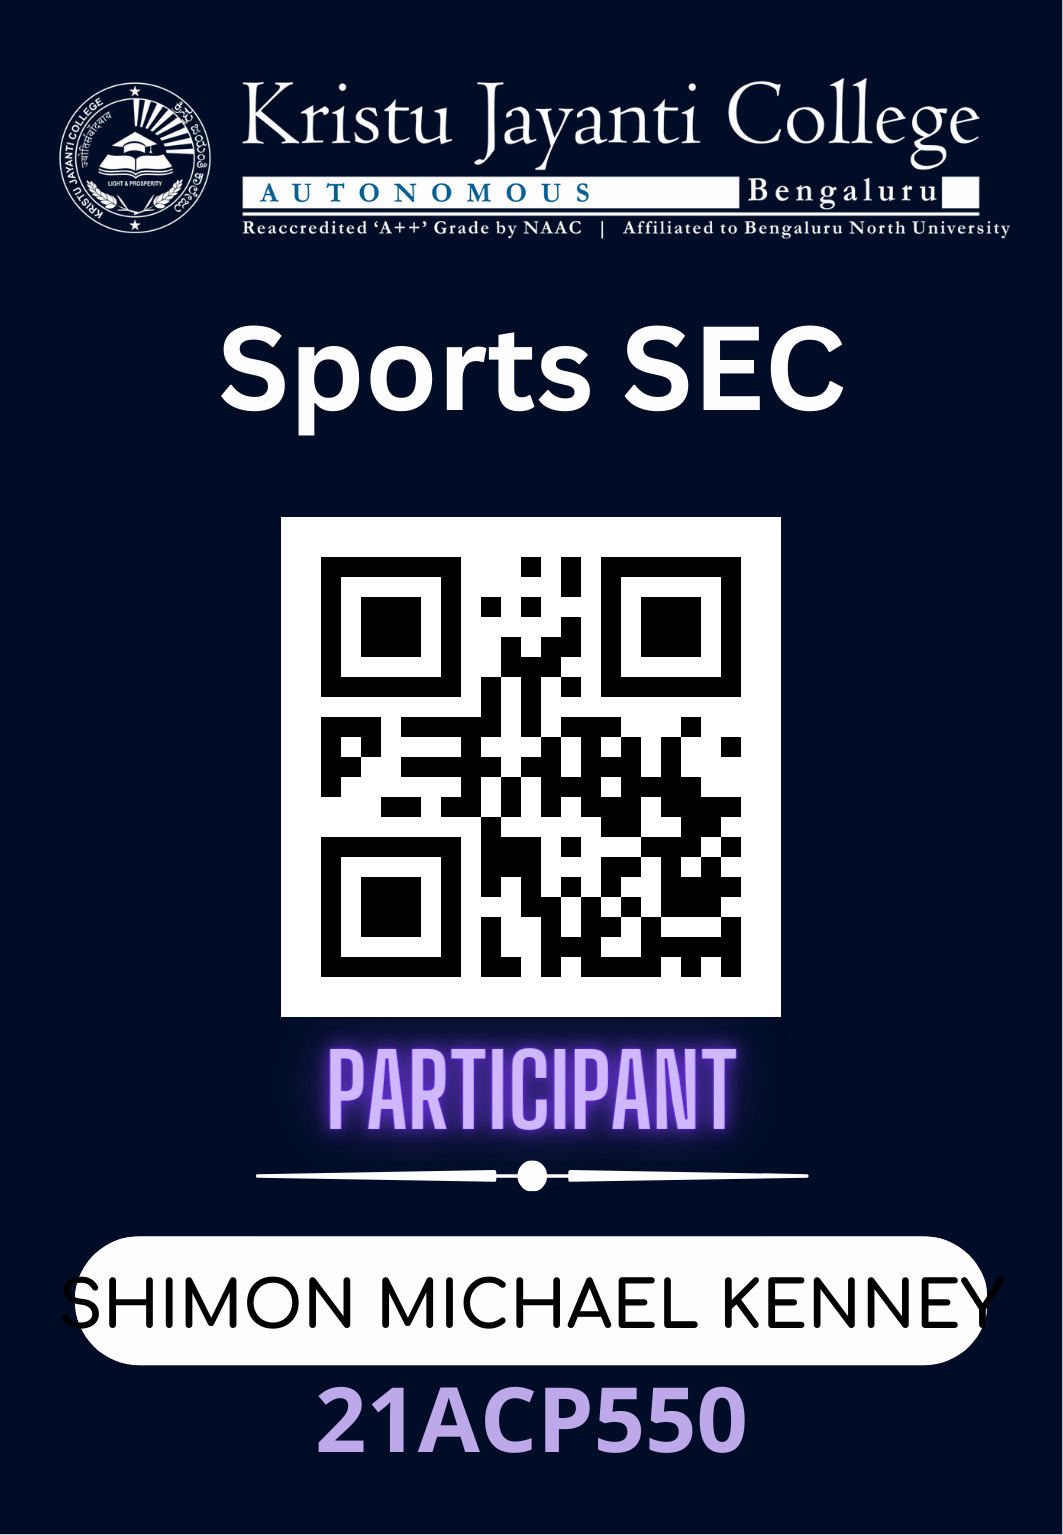 KRISTU JAYANTI COLLEGE
LIGHT & PROSPERITY
Kristu Jayanti College
AUTONOMOUS Bengaluru
Reaccredited ‘A++’ Grade by NAAC | Affiliated to Bengaluru North University
Sports SEC
PARTICIPANT
SHIMON MICHAEL KENNEY
21ACP550